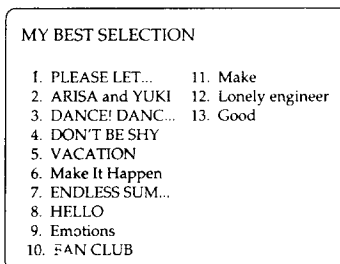 MY BEST SELECTION
1. PLEASE LET...
2. ARISA and YUKI
3. DANCE! DANC...
4. DON'T BE SHY
5. VACATION
6. Make It Happen
7. ENDLESS SUM...
8. HELLO
9. Emotions
10. FAN CLUB
11. Make
12. Lonely engineer
13. Good